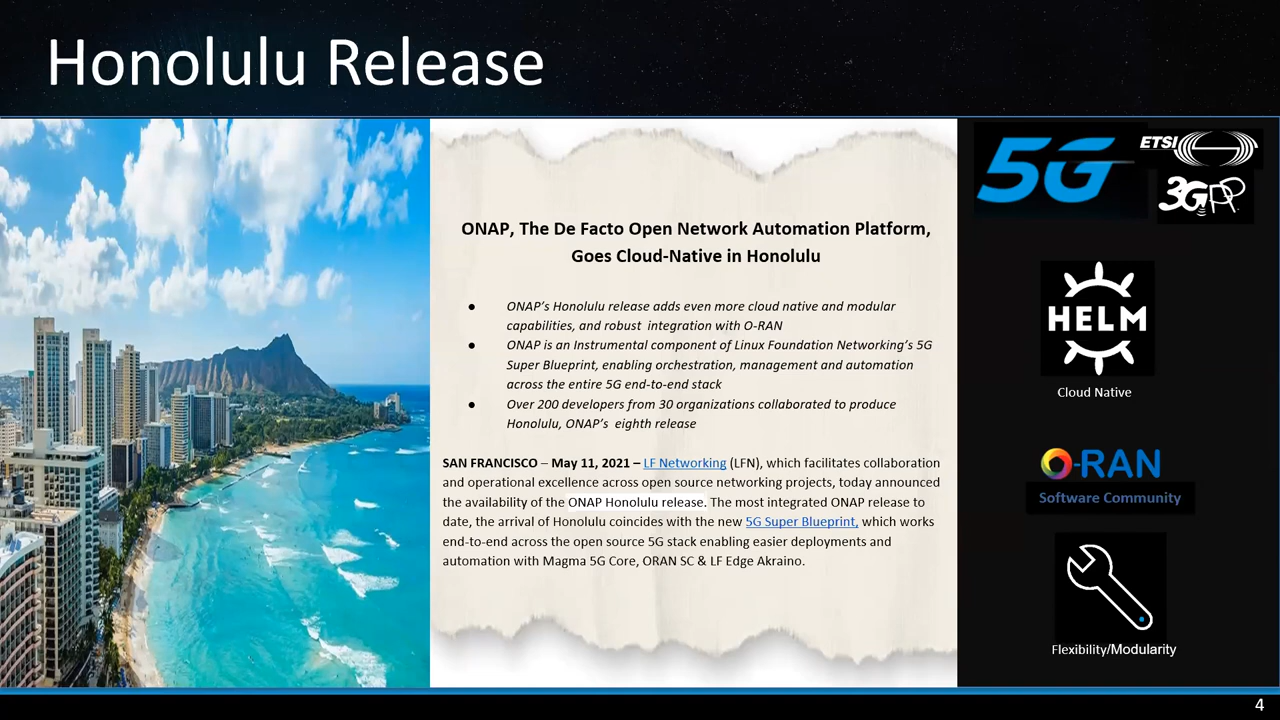 Honolulu Release
ONAP, The De Facto Open Network Automation Platform,
Goes Cloud-Native in Honolulu
● ONAP’s Honolulu release adds even more cloud native and modular
capabilities, and robust integration with O-RAN
● ONAP is an Instrumental component of Linux Foundation Networking’s 5G
Super Blueprint, enabling orchestration, management and automation
across the entire 5G end-to-end stack
● Over 200 developers from 30 organizations collaborated to produce
Honolulu, ONAP’s eighth release
SAN FRANCISCO – May 11, 2021 – LF Networking (LFN), which facilitates collaboration
and operational excellence across open source networking projects, today announced
the availability of the ONAP Honolulu release. The most integrated ONAP release to
date, the arrival of Honolulu coincides with the new 5G Super Blueprint, which works
end-to-end across the open source 5G stack enabling easier deployments and
automation with Magma 5G Core, ORAN SC & LF Edge Akraino.
5G
ETSI
3GPP
HELM
Cloud Native
O-RAN
Software Community
Flexibility/Modularity
4